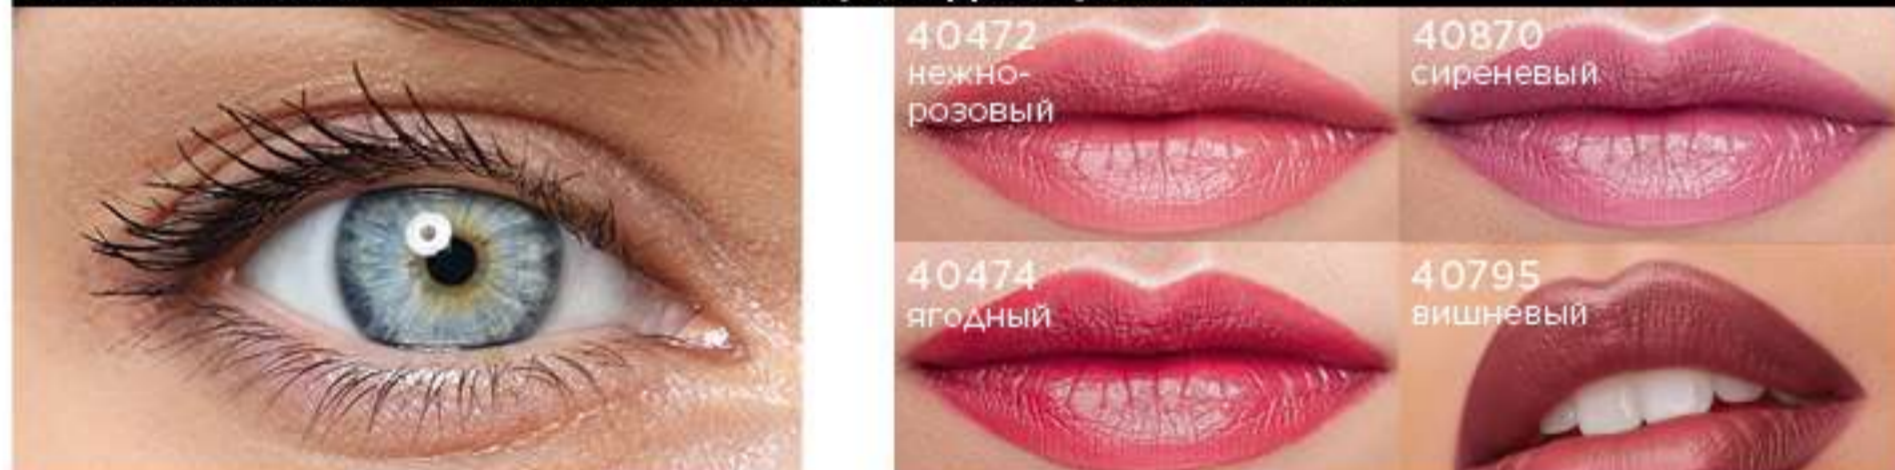 40472
нежно-
розовый
40870
сиреневый
40474
ягодный
40795
вишневый